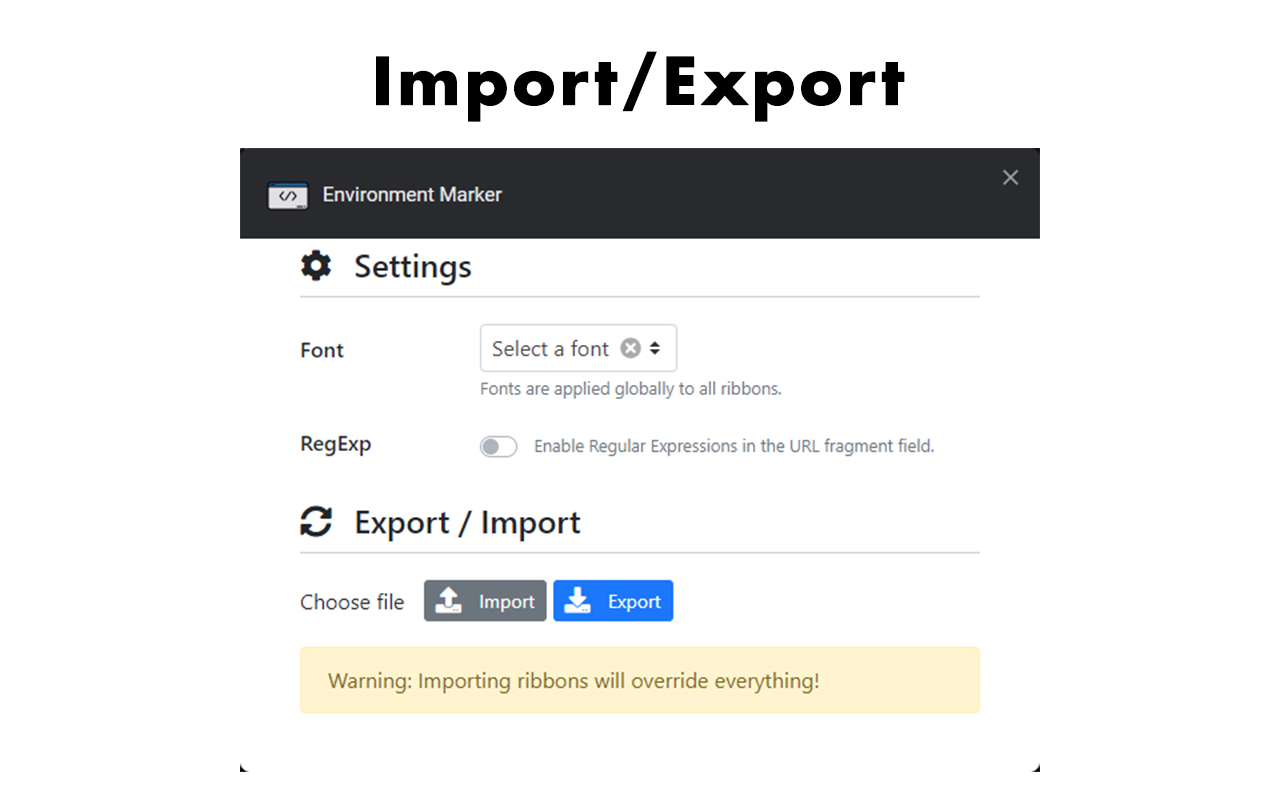 Import/Export
</> Environment Marker
Settings
Font Select a font
Fonts are applied globally to all ribbons.
RegExp Enable Regular Expressions in the URL fragment field.
Export / Import
Choose file Import Export
Warning: Importing ribbons will override everything!